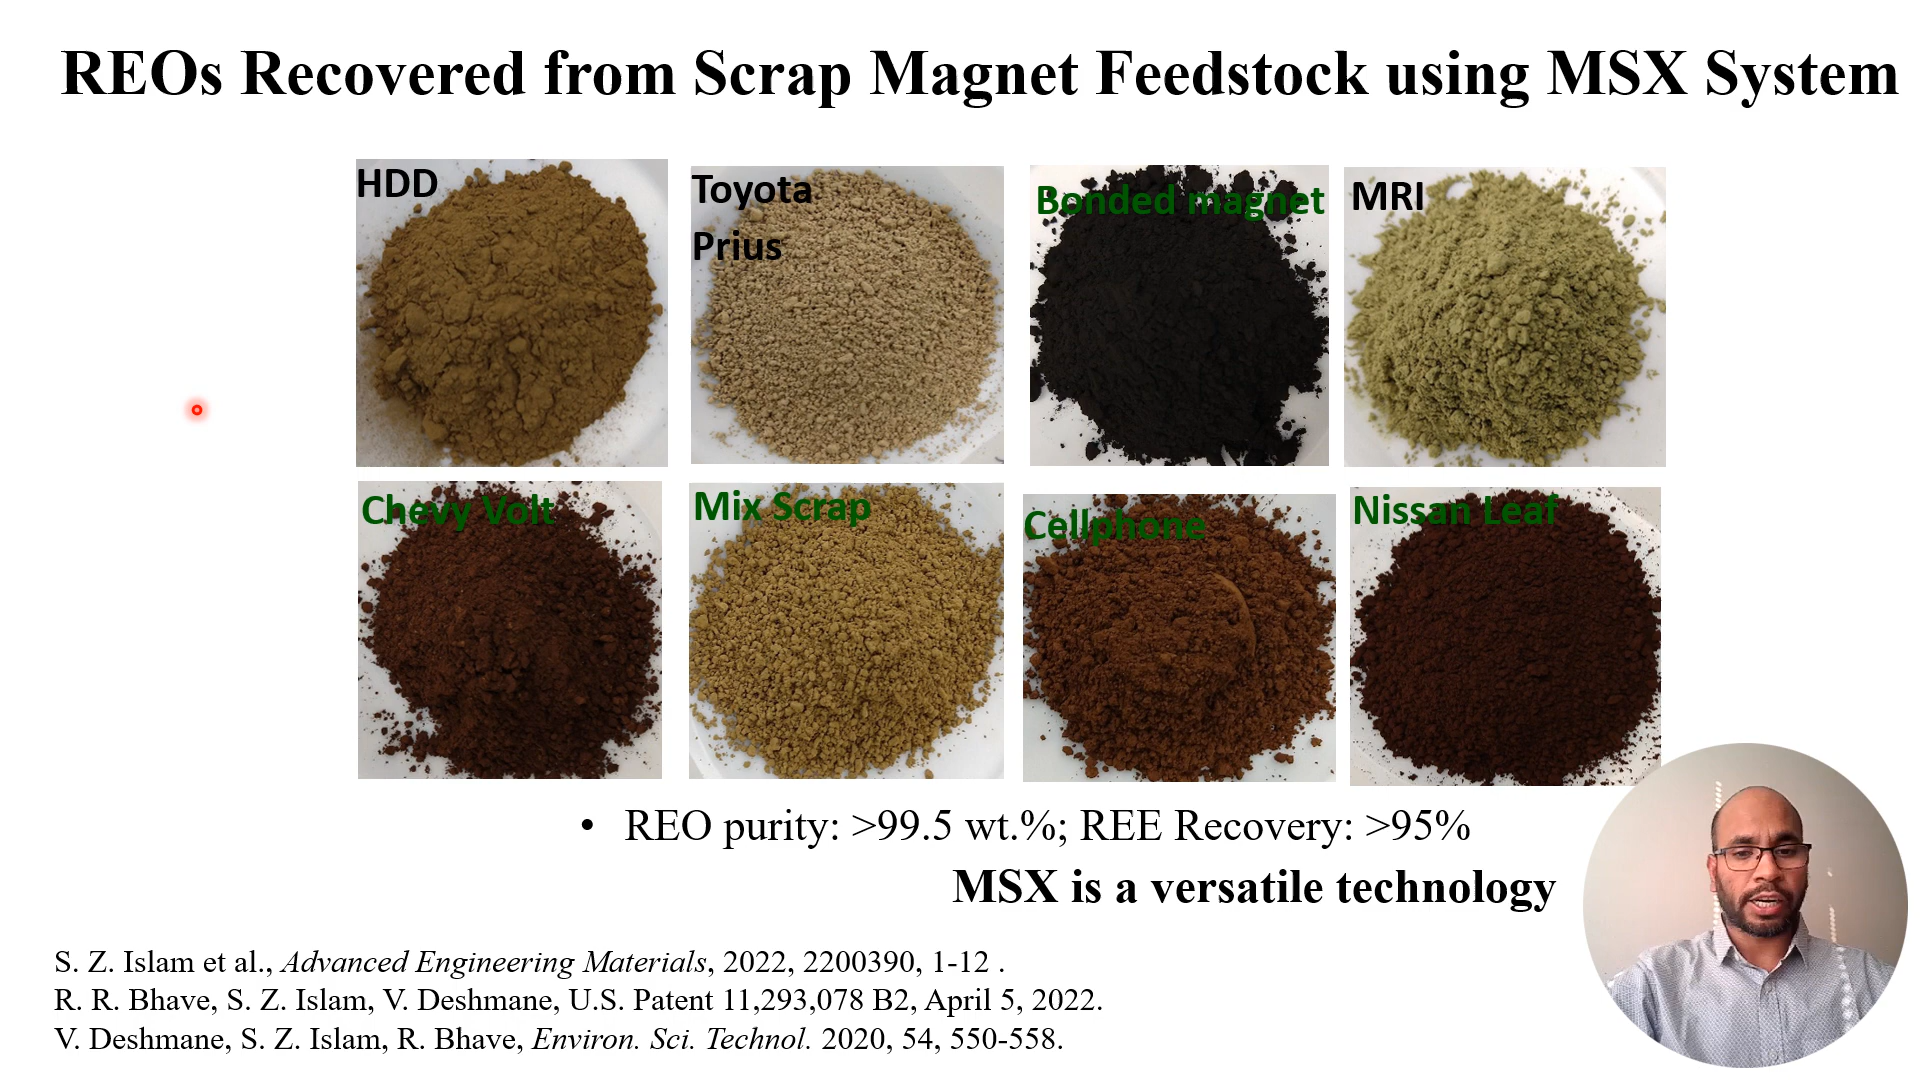 REOs Recovered from Scrap Magnet Feedstock using MSX System
HDD
Toyota
Prius
Bonded magnet
MRI
Chevy Volt
Mix Scrap
Cellphone
Nissan Leaf
• REO purity: >99.5 wt.%; REE Recovery: >95%
MSX is a versatile technology
S. Z. Islam et al., Advanced Engineering Materials, 2022, 2200390, 1-12 .
R. R. Bhave, S. Z. Islam, V. Deshmane, U.S. Patent 11,293,078 B2, April 5, 2022.
V. Deshmane, S. Z. Islam, R. Bhave, Environ. Sci. Technol. 2020, 54, 550-558.